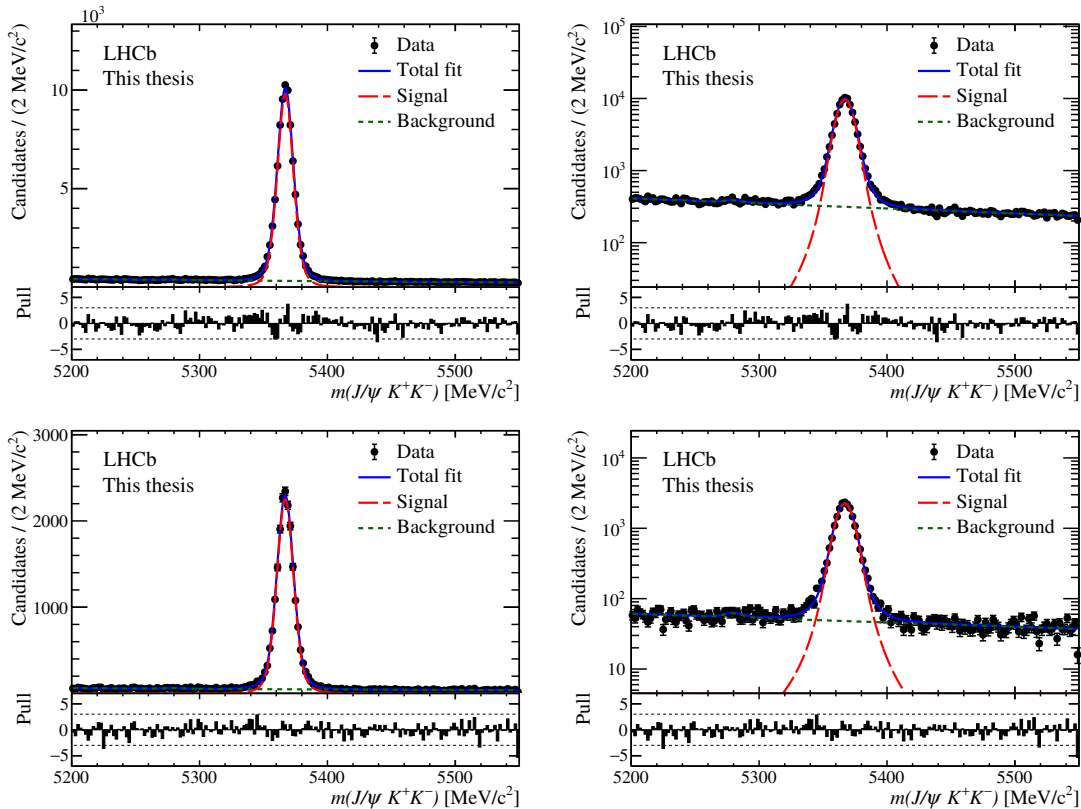 10³
Candidates / (2 MeV/c²)
10
5
LHCb
This thesis
Data
Total fit
Signal
Background
Pull
5
0
−5
5200 5300 5400 5500
m(J/ψ K⁺K⁻) [MeV/c²]
Candidates / (2 MeV/c²)
10⁵
10⁴
10³
10²
LHCb
This thesis
Data
Total fit
Signal
Background
Pull
5
0
−5
5200 5300 5400 5500
m(J/ψ K⁺K⁻) [MeV/c²]
Candidates / (2 MeV/c²)
3000
2000
1000
LHCb
This thesis
Data
Total fit
Signal
Background
Pull
5
0
−5
5200 5300 5400 5500
m(J/ψ K⁺K⁻) [MeV/c²]
Candidates / (2 MeV/c²)
10⁴
10³
10²
10
LHCb
This thesis
Data
Total fit
Signal
Background
Pull
5
0
−5
5200 5300 5400 5500
m(J/ψ K⁺K⁻) [MeV/c²]